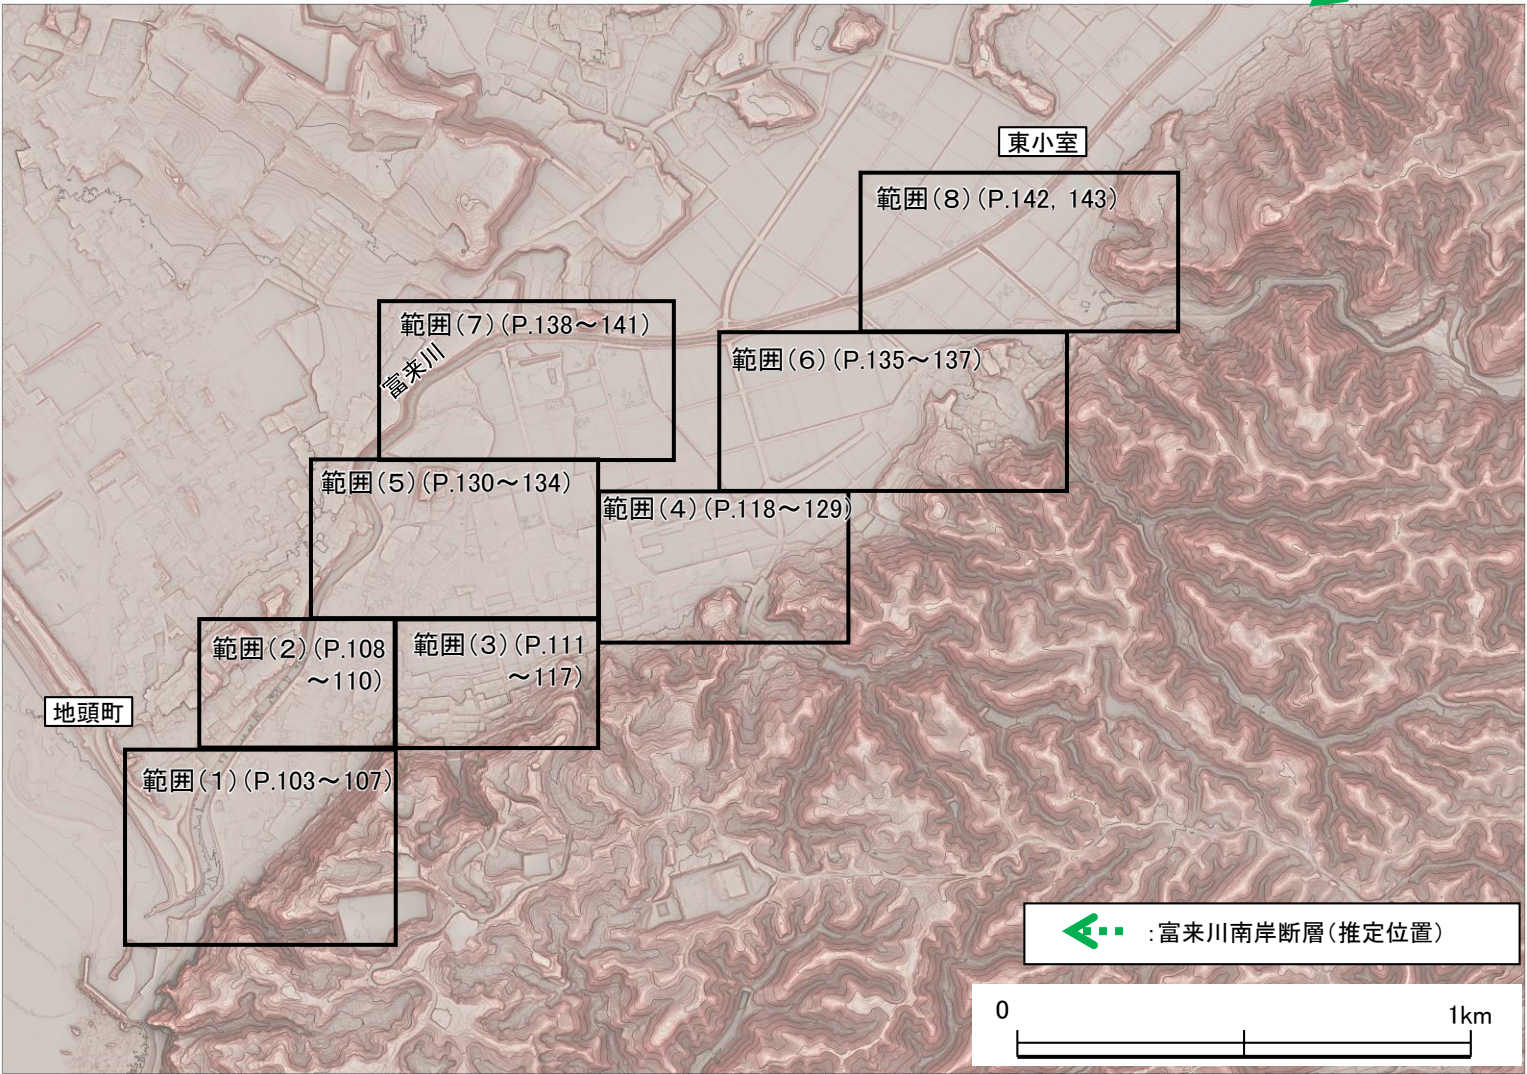 東小室
範囲(8)(P.142, 143)
範囲(7)(P.138～141)
富来川
範囲(6)(P.135～137)
範囲(5)(P.130～134)
範囲(4)(P.118～129)
範囲(2)(P.108
～110)
範囲(3)(P.111
～117)
地頭町
範囲(1)(P.103～107)
:富来川南岸断層(推定位置)
0
1km